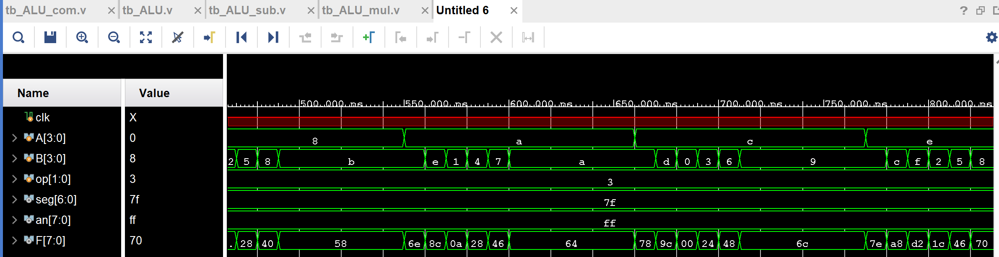 tb_ALU_com.v tb_ALU.v tb_ALU_sub.v tb_ALU_mul.v Untitled 6
Name Value
500.000 ns 550.000 ns 600.000 ns 650.000 ns 700.000 ns 750.000 ns 800.000 ns
clk X
A[3:0] 0 8 a c e
B[3:0] 8 2 5 8 b e 1 4 7 a d 0 3 6 9 c f 2 5 8
op[1:0] 3 3
seg[6:0] 7f 7f
an[7:0] ff ff
F[7:0] 70 . 28 40 58 6e 8c 0a 28 46 64 78 9c 00 24 48 6c 7e a8 d2 1c 46 70